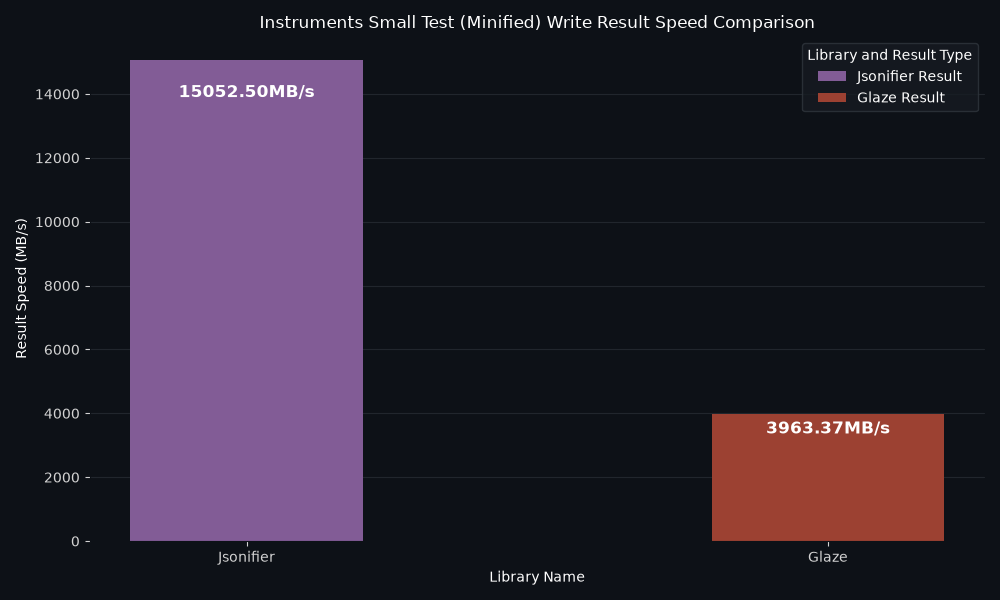 Instruments Small Test (Minified) Write Result Speed Comparison
Library and Result Type
Jsonifier Result
Glaze Result
15052.50MB/s
3963.37MB/s
Result Speed (MB/s)
14000
12000
10000
8000
6000
4000
2000
0
Jsonifier
Glaze
Library Name